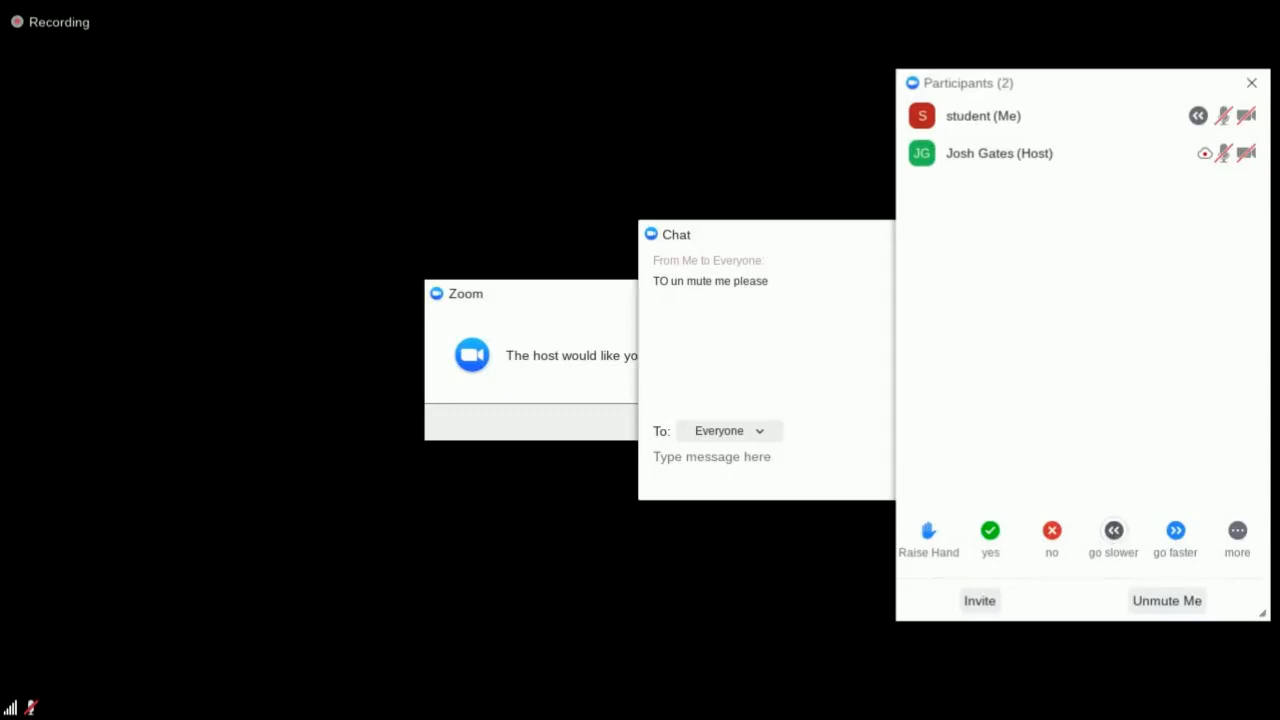 Recording
Participants (2)
S student (Me)
JG Josh Gates (Host)
Chat
From Me to Everyone:
TO un mute me please
Zoom
The host would like yo
To: Everyone
Type message here
Raise Hand yes no go slower go faster more
Invite Unmute Me